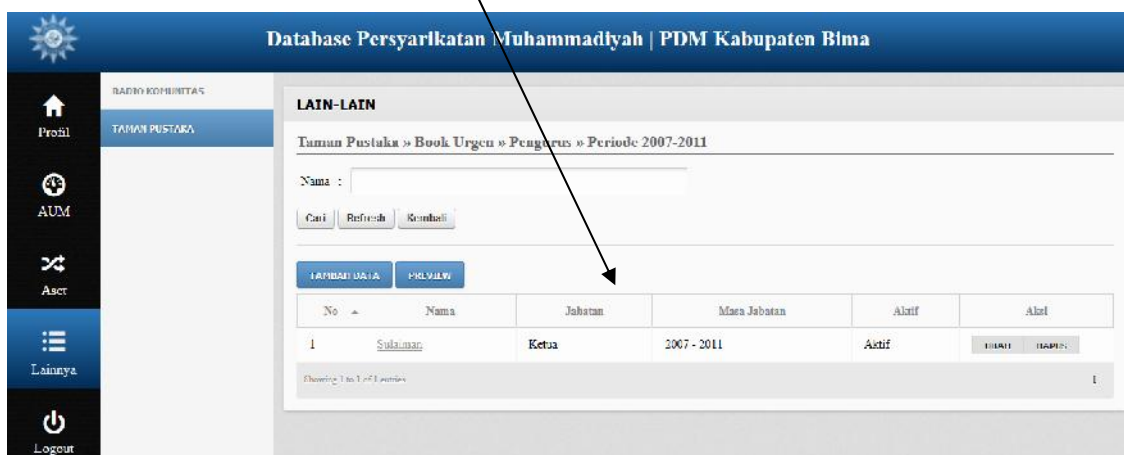 Database Persyarikatan Muhammadiyah | PDM Kabupaten Bima
Profil
AUM
Aset
Lainnya
Logout
RADIO KOMUNITAS
TAMAN PUSTAKA
LAIN-LAIN
Taman Pustaka » Book Urgen » Pengurus » Periode 2007-2011
Nama :
Cari Refresh Kembali
TAMBAH DATA PREVIEW
No Nama Jabatan Masa Jabatan Aktif Aksi
1 Sulaiman Ketua 2007 - 2011 Aktif UBAH HAPUS
Showing 1 to 1 of 1 entries 1